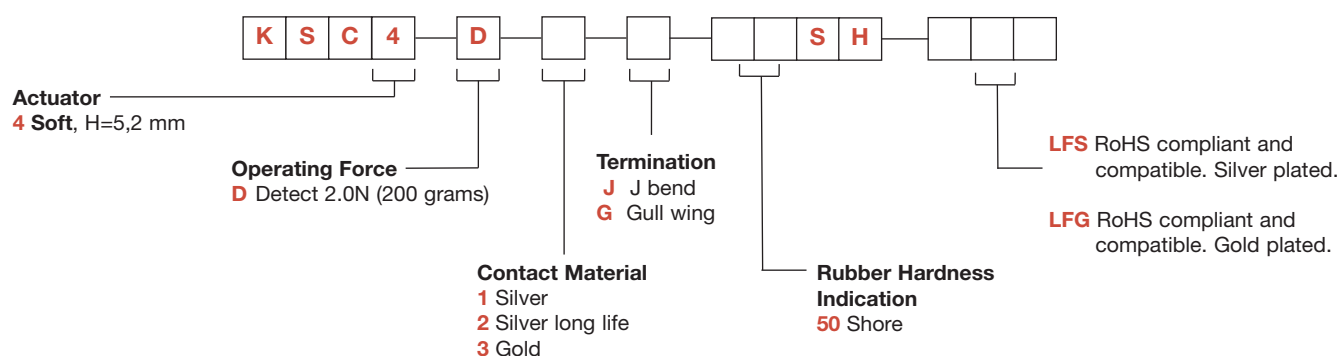 K S C 4 D S H
Actuator
4 Soft, H=5,2 mm
Operating Force
D Detect 2.0N (200 grams)
Contact Material
1 Silver
2 Silver long life
3 Gold
Termination
J J bend
G Gull wing
Rubber Hardness
Indication
50 Shore
LFS RoHS compliant and
compatible. Silver plated.
LFG RoHS compliant and
compatible. Gold plated.